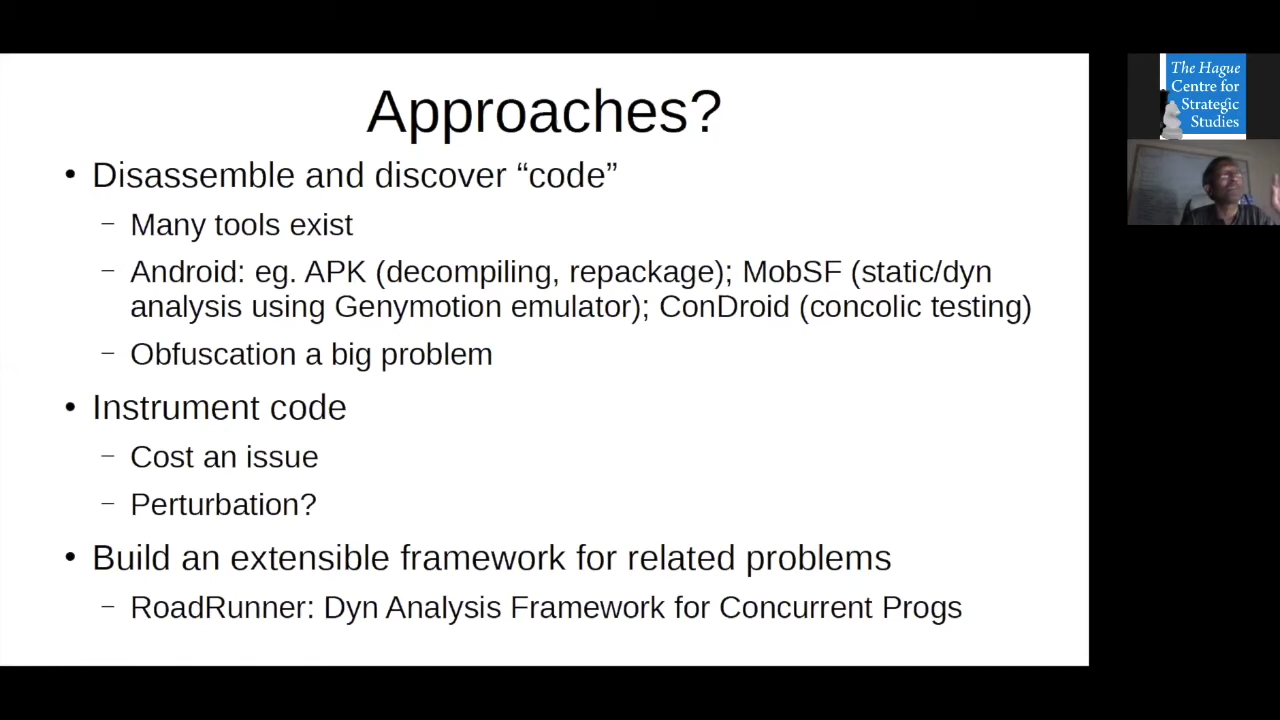 Approaches?
• Disassemble and discover “code”
– Many tools exist
– Android: eg. APK (decompiling, repackage); MobSF (static/dyn
analysis using Genymotion emulator); ConDroid (concolic testing)
– Obfuscation a big problem
• Instrument code
– Cost an issue
– Perturbation?
• Build an extensible framework for related problems
– RoadRunner: Dyn Analysis Framework for Concurrent Progs
The Hague
Centre for
Strategic
Studies